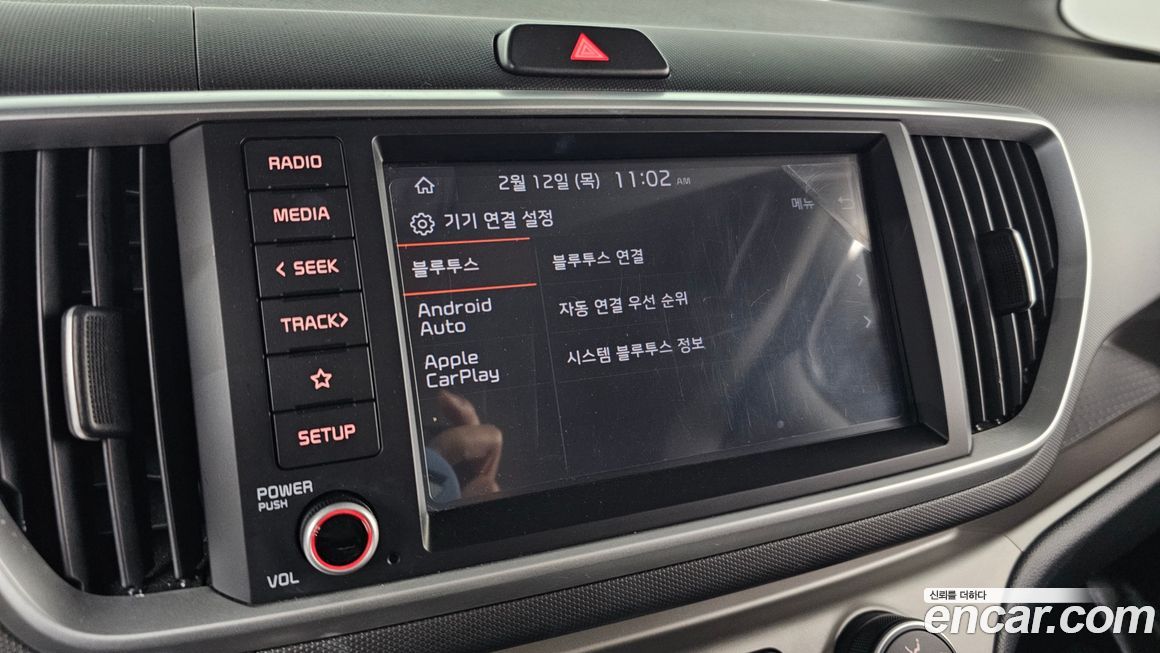 RADIO
MEDIA
< SEEK
TRACK>
SETUP
POWER
PUSH
VOL
2월 12일 (목) 11:02 AM
메뉴
기기 연결 설정
블루투스
Android
Auto
Apple
CarPlay
블루투스 연결
자동 연결 우선 순위
시스템 블루투스 정보
신뢰를 더하다
encar.com